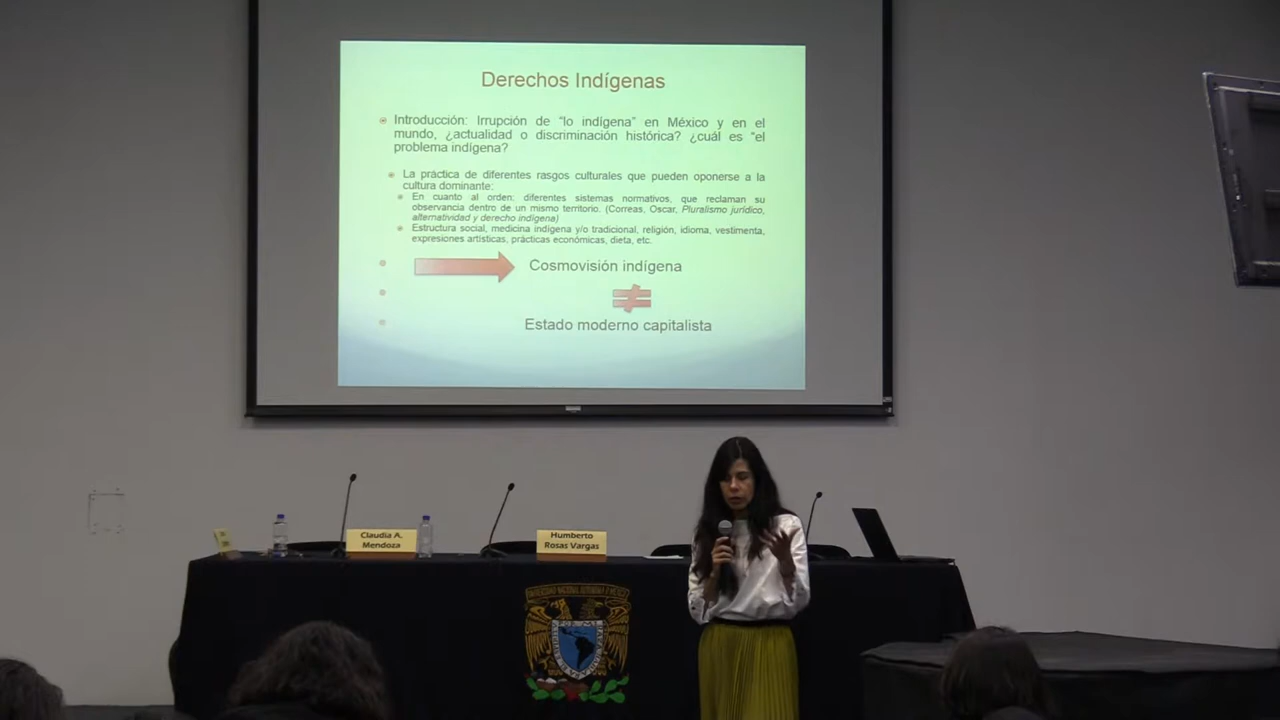 Derechos Indígenas
Introducción: Irrupción de “lo indígena” en México y en el
mundo, ¿actualidad o discriminación histórica? ¿cuál es “el
problema indígena?
La práctica de diferentes rasgos culturales que pueden oponerse a la
cultura dominante:
En cuanto al orden: diferentes sistemas normativos, que reclaman su
observancia dentro de un mismo territorio. (Correas, Oscar, Pluralismo jurídico,
alternatividad y derecho indígena)
Estructura social, medicina indígena y/o tradicional, religión, idioma, vestimenta,
expresiones artísticas, prácticas económicas, dieta, etc.
Cosmovisión indígena
≠
Estado moderno capitalista
Claudia A.
Mendoza
Humberto
Rosas Vargas